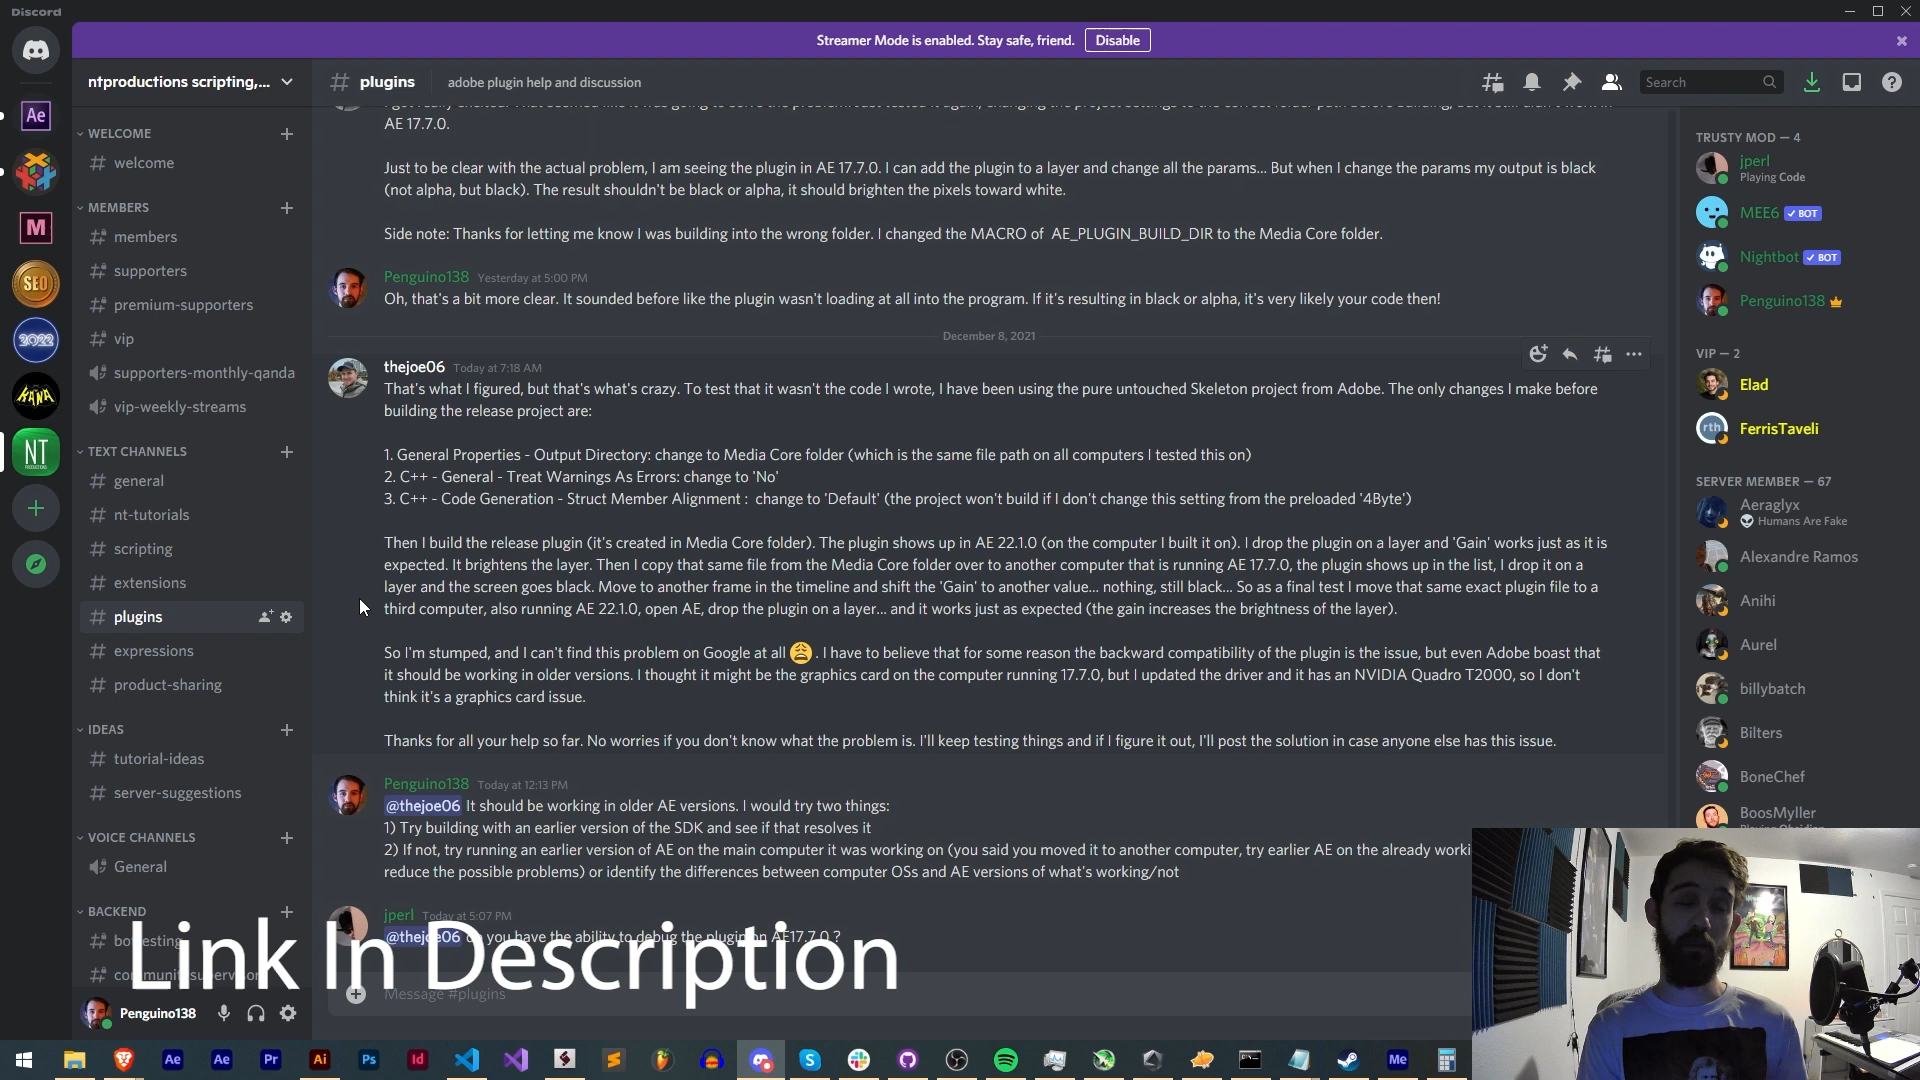 Discord
Streamer Mode is enabled. Stay safe, friend. Disable
ntproductions scripting,...
plugins
adobe plugin help and discussion
Search
WELCOME
welcome
MEMBERS
members
supporters
premium-supporters
vip
supporters-monthly-qanda
vip-weekly-streams
TEXT CHANNELS
general
nt-tutorials
scripting
extensions
plugins
expressions
product-sharing
IDEAS
tutorial-ideas
server-suggestions
VOICE CHANNELS
General
BACKEND
Penguino138
Ae
M
SEO
2022
KANA
NT
PRODUCTIONS
AE 17.7.0.
Just to be clear with the actual problem, I am seeing the plugin in AE 17.7.0. I can add the plugin to a layer and change all the params... But when I change the params my output is black
(not alpha, but black). The result shouldn't be black or alpha, it should brighten the pixels toward white.
Side note: Thanks for letting me know I was building into the wrong folder. I changed the MACRO of AE_PLUGIN_BUILD_DIR to the Media Core folder.
Penguino138 Yesterday at 5:00 PM
Oh, that's a bit more clear. It sounded before like the plugin wasn't loading at all into the program. If it's resulting in black or alpha, it's very likely your code then!
December 8, 2021
thejoe06 Today at 7:18 AM
That's what I figured, but that's what's crazy. To test that it wasn't the code I wrote, I have been using the pure untouched Skeleton project from Adobe. The only changes I make before
building the release project are:
1. General Properties - Output Directory: change to Media Core folder (which is the same file path on all computers I tested this on)
2. C++ - General - Treat Warnings As Errors: change to 'No'
3. C++ - Code Generation - Struct Member Alignment : change to 'Default' (the project won't build if I don't change this setting from the preloaded '4Byte')
Then I build the release plugin (it's created in Media Core folder). The plugin shows up in AE 22.1.0 (on the computer I built it on). I drop the plugin on a layer and 'Gain' works just as it is
expected. It brightens the layer. Then I copy that same file from the Media Core folder over to another computer that is running AE 17.7.0, the plugin shows up in the list, I drop it on a
layer and the screen goes black. Move to another frame in the timeline and shift the 'Gain' to another value... nothing, still black... So as a final test I move that same exact plugin file to a
third computer, also running AE 22.1.0, open AE, drop the plugin on a layer... and it works just as expected (the gain increases the brightness of the layer).
So I'm stumped, and I can't find this problem on Google at all 😩 . I have to believe that for some reason the backward compatibility of the plugin is the issue, but even Adobe boast that
it should be working in older versions. I thought it might be the graphics card on the computer running 17.7.0, but I updated the driver and it has an NVIDIA Quadro T2000, so I don't
think it's a graphics card issue.
Thanks for all your help so far. No worries if you don't know what the problem is. I'll keep testing things and if I figure it out, I'll post the solution in case anyone else has this issue.
Penguino138 Today at 12:13 PM
@thejoe06 It should be working in older AE versions. I would try two things:
1) Try building with an earlier version of the SDK and see if that resolves it
2) If not, try running an earlier version of AE on the main computer it was working on (you said you moved it to another computer, try earlier AE on the already
reduce the possible problems) or identify the differences between computer OSs and AE versions of what's working/not
jperl Today at 5:07 PM
@thejoe06 do you have the ability to debug the plugin on AE17.7.0 ?
Message #plugins
Link In Description
TRUSTY MOD — 4
jperl
Playing Code
MEE6 ✓ BOT
Nightbot ✓ BOT
Penguino138
VIP — 2
Elad
rth
FerrisTaveli
SERVER MEMBER — 67
Aeraglyx
Humans Are Fake
Alexandre Ramos
Anihi
Aurel
billybatch
Bilters
BoneChef
BoosMyller
Ae
Ae
Pr
Ai
Ps
Id
Me